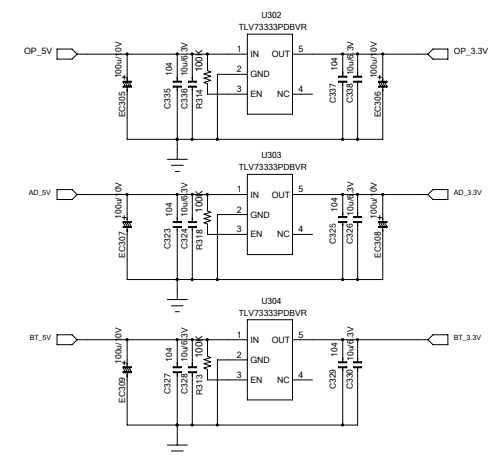 U302
TLV73333PDBVR
OP_5V
100u/10V
EC305
104
C335
10u/6.3V
C336
100K
R314
1 IN OUT 5
2 GND
3 EN NC 4
104
C337
10u/6.3V
C338
100u/10V
EC306
OP_3.3V
U303
TLV73333PDBVR
AD_5V
100u/10V
EC307
104
C323
10u/6.3V
C324
100K
R318
1 IN OUT 5
2 GND
3 EN NC 4
104
C325
10u/6.3V
C326
100u/10V
EC308
AD_3.3V
U304
TLV73333PDBVR
BT_5V
100u/10V
EC309
104
C327
10u/6.3V
C328
100K
R313
1 IN OUT 5
2 GND
3 EN NC 4
104
C329
10u/6.3V
C330
BT_3.3V